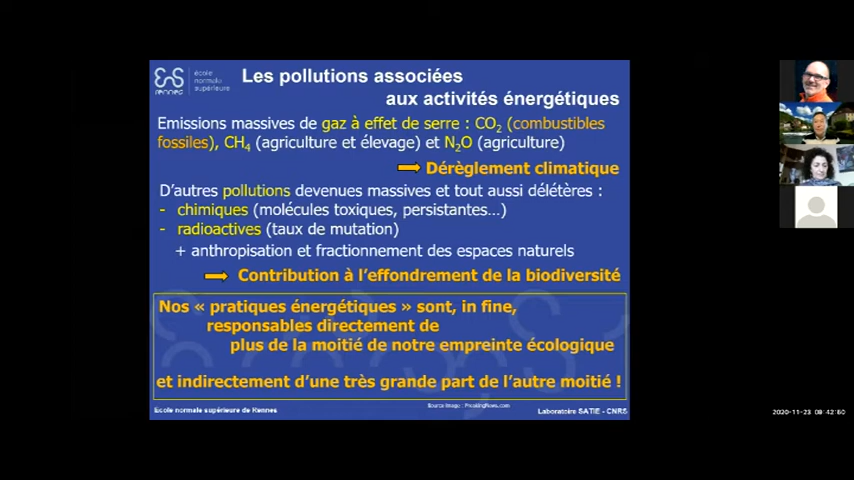 école
normale
supérieure
ens
rennes
Les pollutions associées
aux activités énergétiques
Emissions massives de gaz à effet de serre : CO2 (combustibles
fossiles), CH4 (agriculture et élevage) et N2O (agriculture)
Dérèglement climatique
D'autres pollutions devenues massives et tout aussi délétères :
- chimiques (molécules toxiques, persistantes...)
- radioactives (taux de mutation)
+ anthropisation et fractionnement des espaces naturels
Contribution à l'effondrement de la biodiversité
Nos « pratiques énergétiques » sont, in fine,
responsables directement de
plus de la moitié de notre empreinte écologique
et indirectement d'une très grande part de l'autre moitié !
Source Image : PreakingNews.com
Ecole normale supérieure de Rennes
Laboratoire SATIE - CNRS
2020-11-23 08:42:50